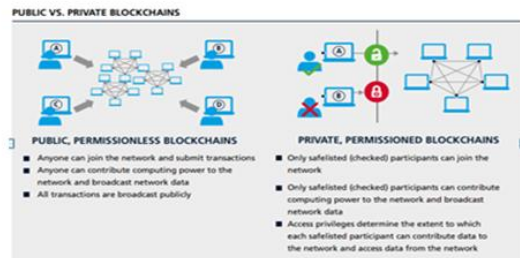 PUBLIC VS. PRIVATE BLOCKCHAINS
A
B
C
D
A
B
PUBLIC, PERMISSIONLESS BLOCKCHAINS
Anyone can join the network and submit transactions
Anyone can contribute computing power to the
network and broadcast network data
All transactions are broadcast publicly
PRIVATE, PERMISSIONED BLOCKCHAINS
Only safelisted (checked) participants can join the
network
Only safelisted (checked) participants can contribute
computing power to the network and broadcast
network data
Access privileges determine the extent to which
each safelisted participant can contribute data to
the network and access data from the network